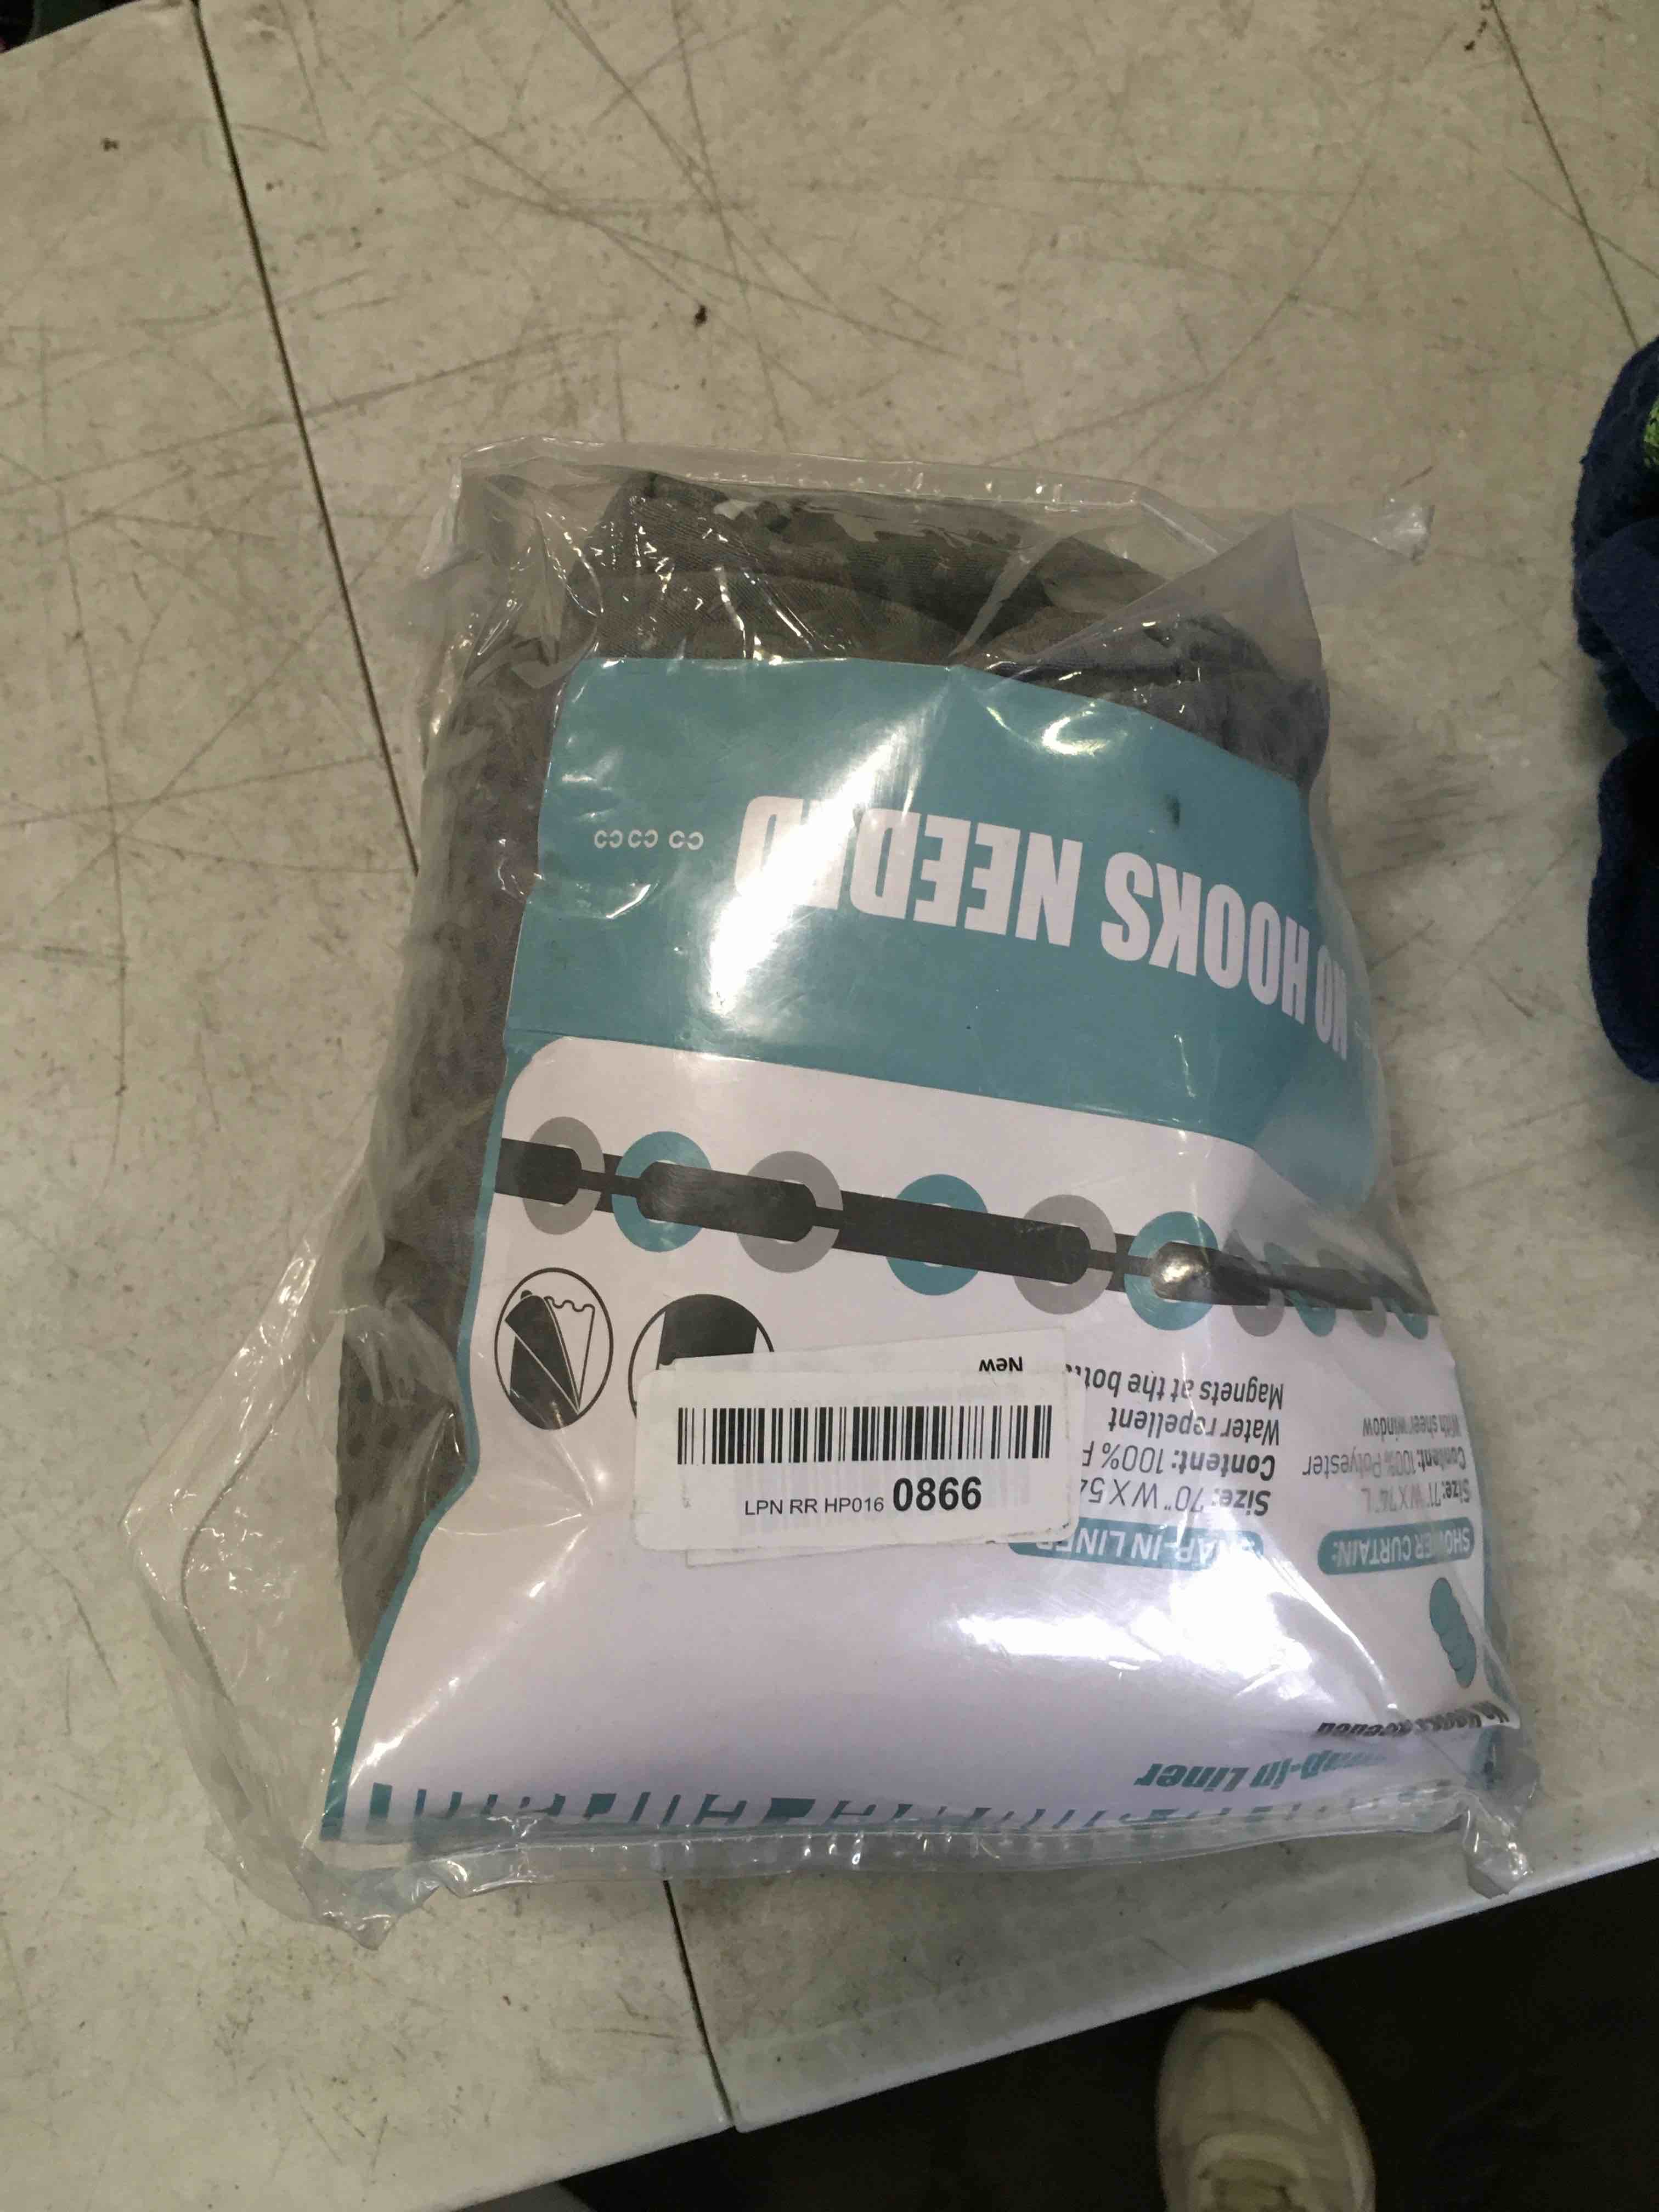 Snap-in Liner
No Hooks Needed
SHOWER CURTAIN:
Size: 71" W X 74" L
Content: 100% Polyester
With sheer window
SNAP-IN LINER
Size: 70" W X 54
Content: 100% P
Water repellent
Magnets at the bott
New
LPN RR HP016 0866
NO HOOKS NEEDED